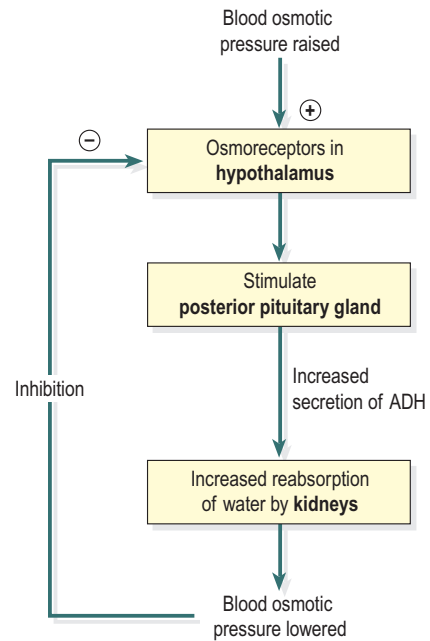 Blood osmotic
pressure raised
+
−
Osmoreceptors in
hypothalamus
Stimulate
posterior pituitary gland
Inhibition
Increased
secretion of ADH
Increased reabsorption
of water by kidneys
Blood osmotic
pressure lowered